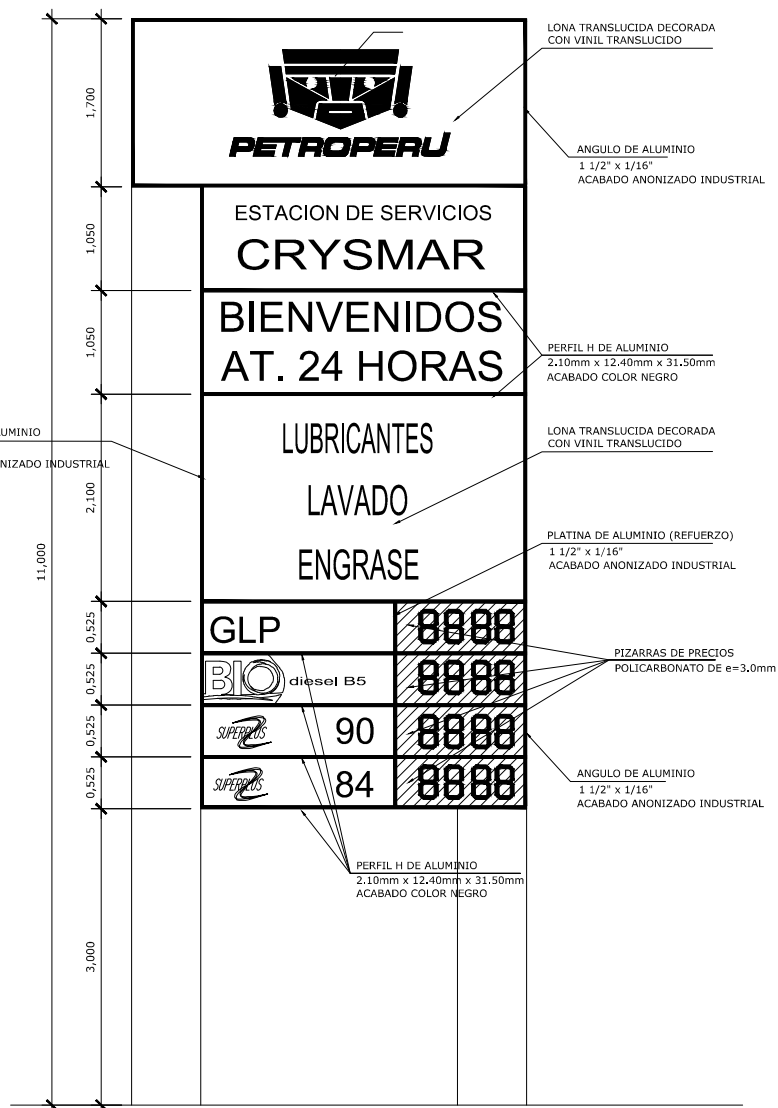 LONA TRANSLUCIDA DECORADA
CON VINIL TRANSLUCIDO
1,700
PETROPERU
ANGULO DE ALUMINIO
1 1/2" x 1/16"
ACABADO ANONIZADO INDUSTRIAL
ESTACION DE SERVICIOS
CRYSMAR
1,050
BIENVENIDOS
AT. 24 HORAS
1,050
PERFIL H DE ALUMINIO
2.10mm x 12.40mm x 31.50mm
ACABADO COLOR NEGRO
UMINIO
NIZADO INDUSTRIAL
LUBRICANTES
LAVADO
ENGRASE
2,100
LONA TRANSLUCIDA DECORADA
CON VINIL TRANSLUCIDO
11,000
PLATINA DE ALUMINIO (REFUERZO)
1 1/2" x 1/16"
ACABADO ANONIZADO INDUSTRIAL
0,525
GLP 8888
0,525
BIO diesel B5 8888
PIZARRAS DE PRECIOS
POLICARBONATO DE e=3.0mm
0,525
SUPERPLUS 90 8888
0,525
SUPERPLUS 84 8888
ANGULO DE ALUMINIO
1 1/2" x 1/16"
ACABADO ANONIZADO INDUSTRIAL
PERFIL H DE ALUMINIO
2.10mm x 12.40mm x 31.50mm
ACABADO COLOR NEGRO
3,000